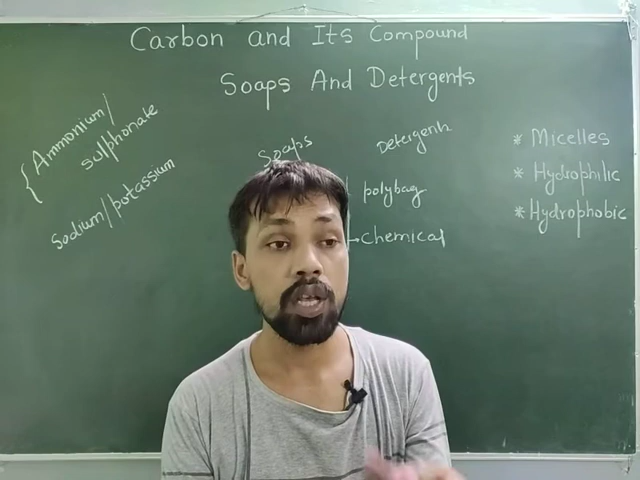 Carbon and Its Compound
Soaps And Detergents
{ Ammonium/
sulphonate
Sodium/potassium
Soaps
Detergents
polybag
→ Chemical
* Micelles
* Hydrophilic
* Hydrophobic